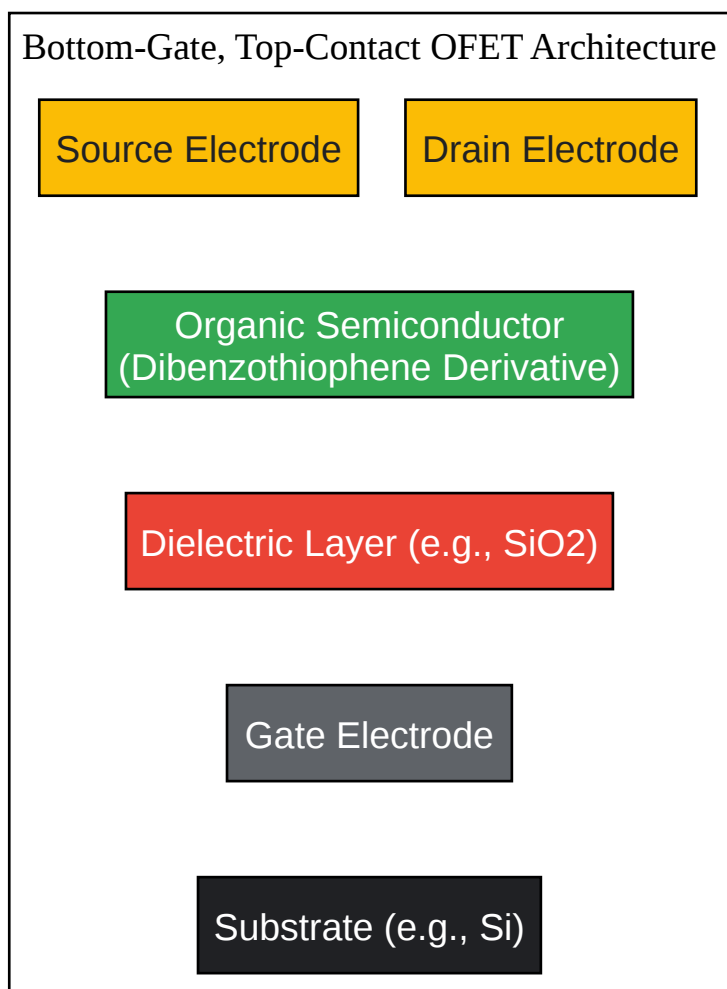 Bottom-Gate, Top-Contact OFET Architecture
Source Electrode
Drain Electrode
Organic Semiconductor
(Dibenzothiophene Derivative)
Dielectric Layer (e.g., SiO2)
Gate Electrode
Substrate (e.g., Si)